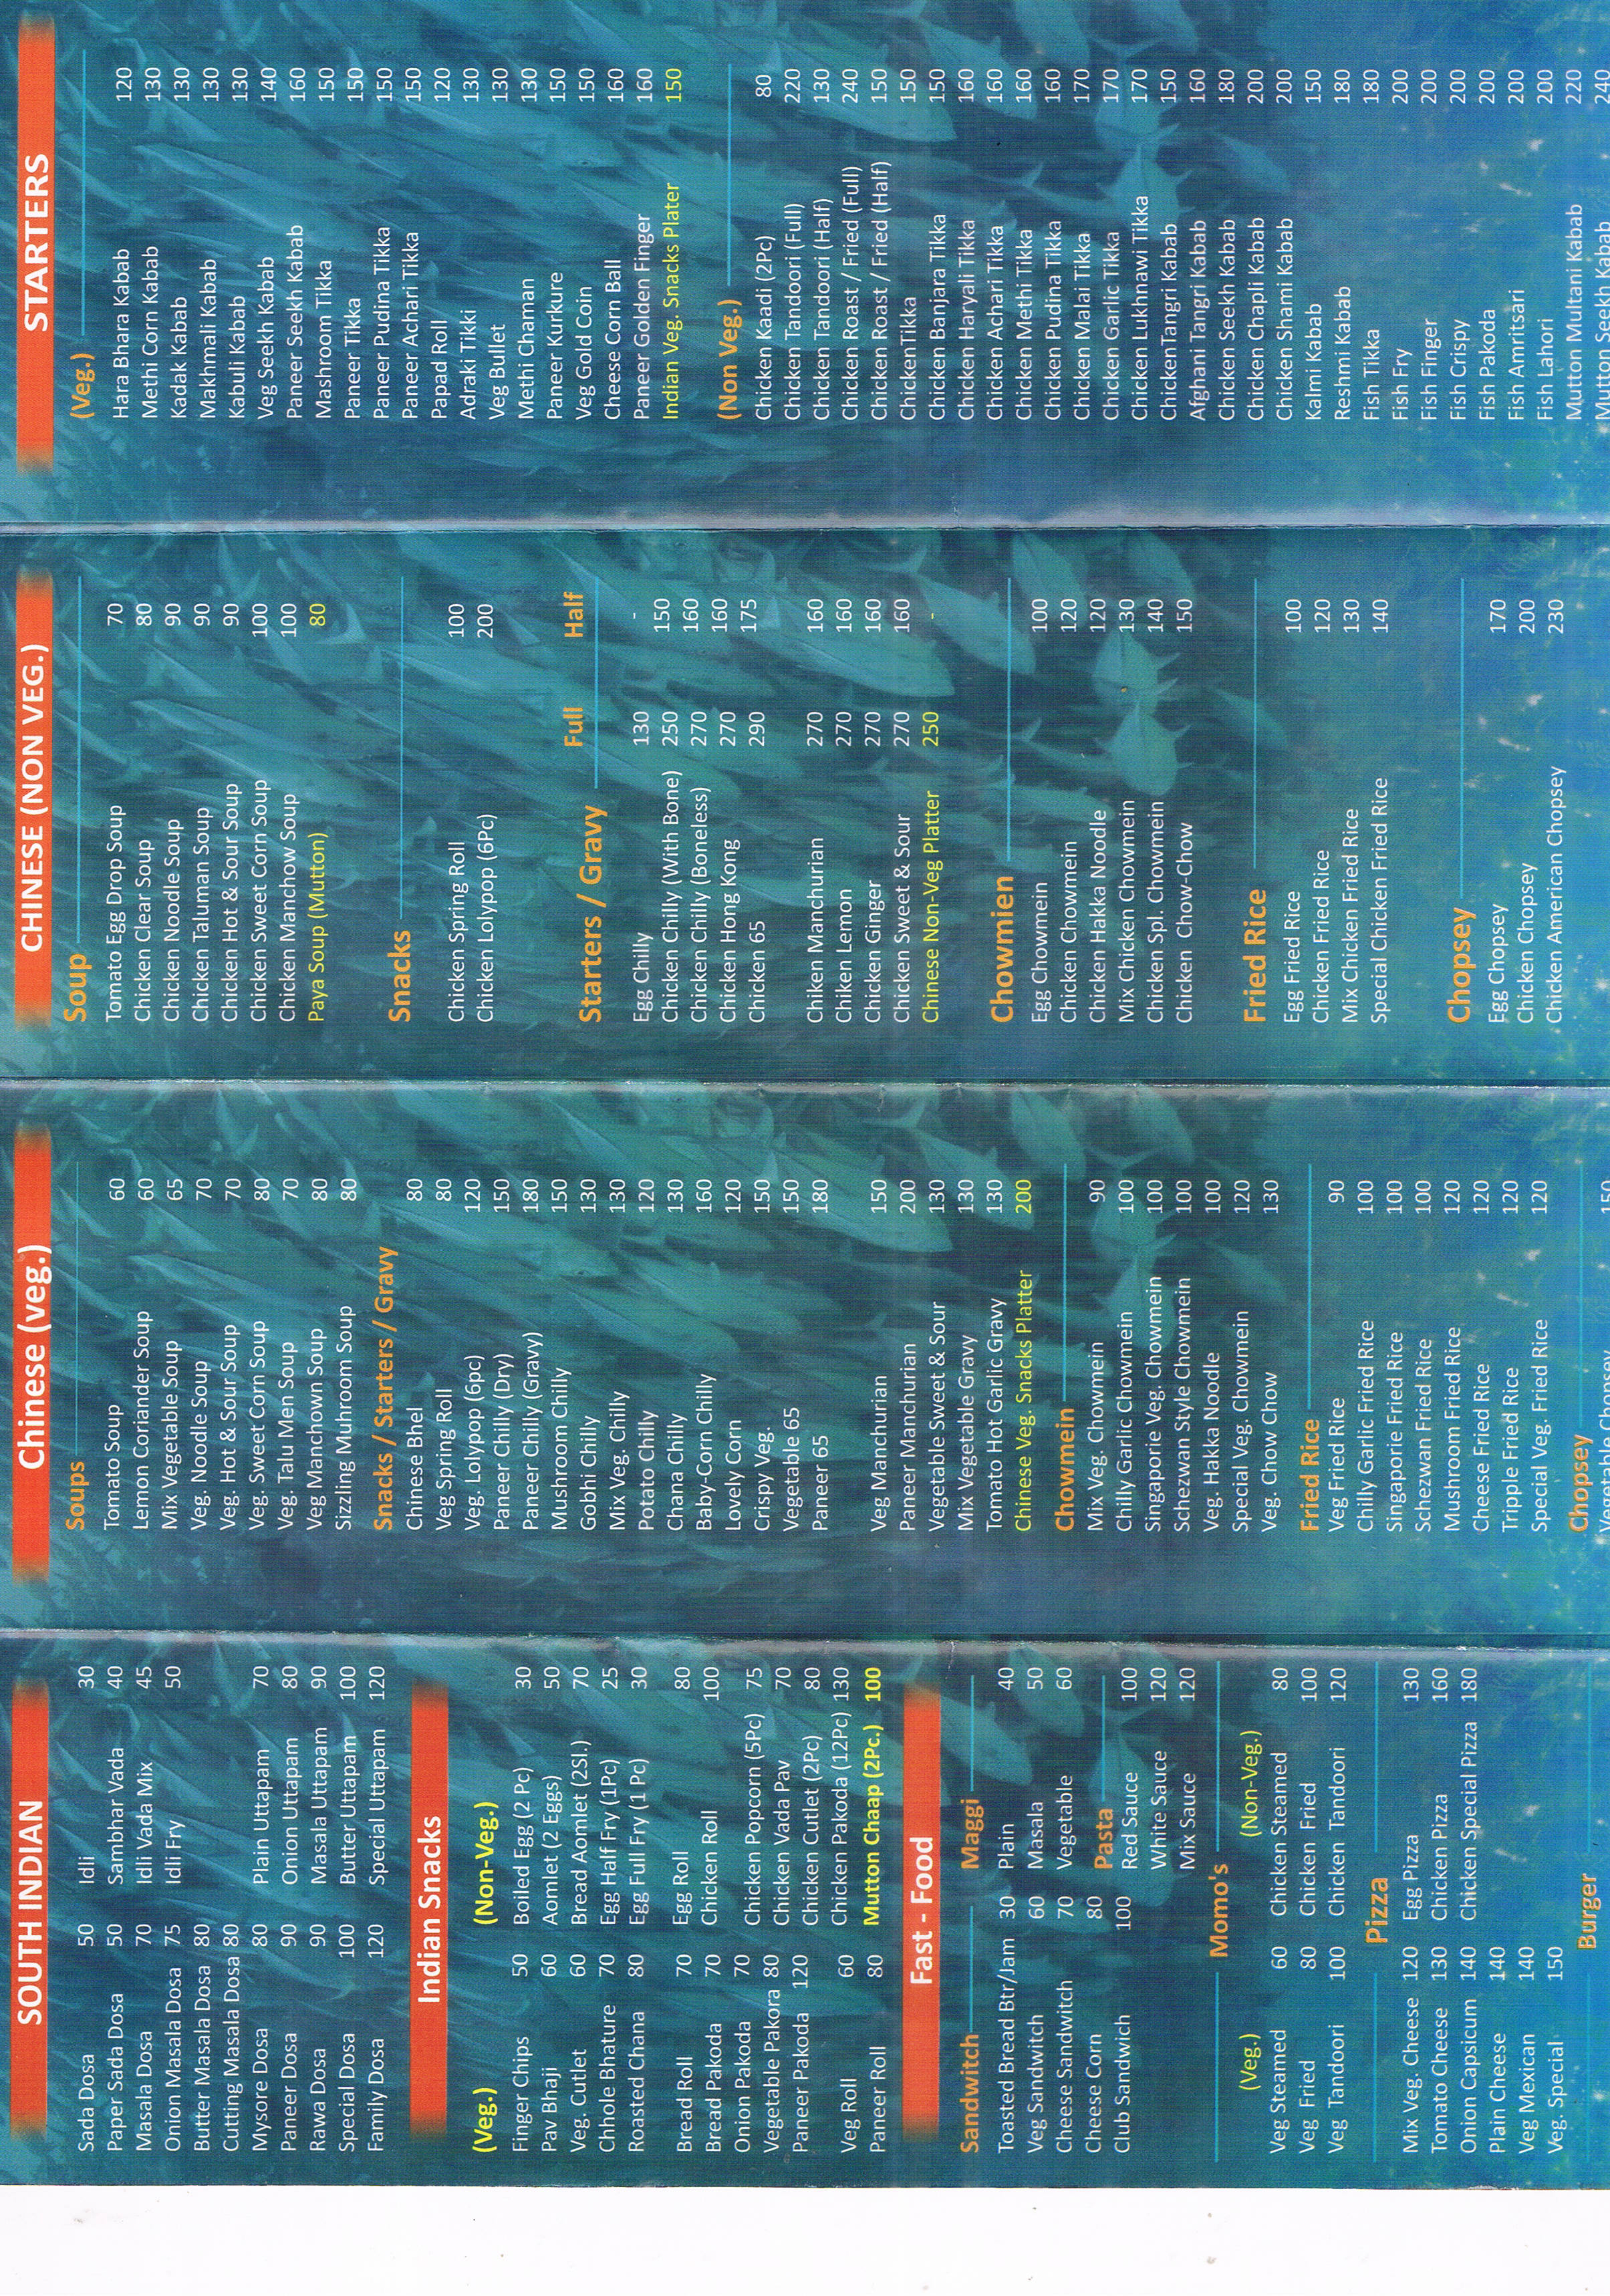 SOUTH INDIAN
Sada Dosa 50 Idli 30
Paper Sada Dosa 50 Sambhar Vada 40
Masala Dosa 70 Idli Vada Mix 45
Onion Masala Dosa 75 Idli Fry 50
Butter Masala Dosa 80
Cutting Masala Dosa 80
Mysore Dosa 80 Plain Uttapam 70
Paneer Dosa 90 Onion Uttapam 80
Rawa Dosa 90 Masala Uttapam 90
Special Dosa 100 Butter Uttapam 100
Family Dosa 120 Special Uttapam 120
Indian Snacks
(Veg.) (Non-Veg.)
Finger Chips 50 Boiled Egg (2 Pc) 30
Pav Bhaji 60 Aomlet (2 Eggs) 50
Veg. Cutlet 60 Bread Aomlet (2Sl.) 70
Chhole Bhature 70 Egg Half Fry (1Pc) 25
Roasted Chana 80 Egg Full Fry (1 Pc) 30
Bread Roll 70 Egg Roll 80
Bread Pakoda 70 Chicken Roll 100
Onion Pakoda 70 Chicken Popcorn (5Pc) 75
Vegetable Pakora 80 Chicken Vada Pav 70
Paneer Pakoda 120 Chicken Cutlet (2Pc) 80
Veg Roll 60 Chicken Pakoda (12Pc) 130
Paneer Roll 80 Mutton Chaap (2Pc.) 100
Fast - Food
Sandwitch Maggi
Toasted Bread Btr/Jam 30 Plain 40
Veg Sandwitch 60 Masala 50
Cheese Sandwitch 70 Vegetable 60
Cheese Corn 80 Pasta
Club Sandwich 100 Red Sauce 100
White Sauce 120
Mix Sauce 120
Momo's
(Veg.) (Non-Veg.)
Veg Steamed 60 Chicken Steamed 80
Veg Fried 80 Chicken Fried 100
Veg Tandoori 100 Chicken Tandoori 120
Pizza
Mix Veg. Cheese 120 Egg Pizza 130
Tomato Cheese 130 Chicken Pizza 160
Onion Capsicum 140 Chicken Special Pizza 180
Plain Cheese 140
Veg Mexican 140
Veg. Special 150
Burger
Chinese (veg.)
Soups
Tomato Soup 60
Lemon Coriander Soup 60
Mix Vegetable Soup 65
Veg. Noodle Soup 70
Veg. Hot & Sour Soup 70
Veg. Sweet Corn Soup 80
Veg. Talu Men Soup 70
Veg Manchown Soup 80
Sizzling Muhroom Soup 80
Snacks / Starters / Gravy
Chinese Bhel 80
Veg Spring Roll 80
Veg. Lolypop (6pc) 120
Paneer Chilly (Dry) 150
Paneer Chilly (Gravy) 180
Mushroom Chilly 150
Gobhi Chilly 130
Mix Veg. Chilly 130
Potato Chilly 120
Chana Chilly 130
Baby-Corn Chilly 160
Lovely Corn 120
Crispy Veg. 150
Vegetable 65 150
Paneer 65 180
Veg Manchurian 150
Paneer Manchurian 200
Vegetable Sweet & Sour 130
Mix Vegetable Gravy 130
Tomato Hot Garlic Gravy 130
Chinese Veg. Snacks Platter 200
Chowmein
Mix Veg. Chowmein 90
Chilly Garlic Chowmein 100
Singaporie Veg. Chowmein 100
Schezwan Style Chowmein 100
Veg. Hakka Noodle 100
Special Veg. Chowmein 120
Veg. Chow Chow 130
Fried Rice
Veg Fried Rice 90
Chilly Garlic Fried Rice 100
Singaporie Fried Rice 100
Schezwan Fried Rice 100
Mushroom Fried Rice 120
Cheese Fried Rice 120
Tripple Fried Rice 120
Special Veg. Fried Rice 120
Chopsey
Vegetable Chopsey 150
CHINESE (NON VEG.)
Soup
Tomato Egg Drop Soup 70
Chicken Clear Soup 80
Chicken Noodle Soup 90
Chicken Taluman Soup 90
Chicken Hot & Sour Soup 90
Chicken Sweet Corn Soup 100
Chicken Manchow Soup 100
Paya Soup (Mutton) 80
Snacks
Chicken Spring Roll 100
Chicken Lolypop (6Pc) 200
Starters / Gravy Full Half
Egg Chilly 130 -
Chicken Chilly (With Bone) 250 150
Chicken Chilly (Boneless) 270 160
Chicken Hong Kong 270 160
Chicken 65 290 175
Chiken Manchurian 270 160
Chiken Lemon 270 160
Chicken Ginger 270 160
Chicken Sweet & Sour 270 160
Chinese Non-Veg Platter 250 -
Chowmien
Egg Chowmein 100
Chicken Chowmein 120
Chicken Hakka Noodle 120
Mix Chicken Chowmein 130
Chicken Spl. Chowmein 140
Chicken Chow-Chow 150
Fried Rice
Egg Fried Rice 100
Chicken Fried Rice 120
Mix Chicken Fried Rice 130
Special Chicken Fried Rice 140
Chopsey
Egg Chopsey 170
Chicken Chopsey 200
Chicken American Chopsey 230
STARTERS
(Veg.)
Hara Bhara Kabab 120
Methi Corn Kabab 130
Kadak Kabab 130
Makhmali Kabab 130
Kabuli Kabab 130
Veg Seekh Kabab 140
Paneer Seekh Kabab 160
Mashroom Tikka 150
Paneer Tikka 150
Paneer Pudina Tikka 150
Paneer Achari Tikka 150
Papad Roll 120
Adraki Tikki 130
Veg Bullet 130
Methi Chaman 130
Paneer Kurkure 150
Veg Gold Coin 150
Cheese Corn Ball 160
Paneer Golden Finger 160
Indian Veg. Snacks Plater 150
(Non Veg.)
Chicken Kaadi (2Pc) 80
Chicken Tandoori (Full) 220
Chicken Tandoori (Half) 130
Chicken Roast / Fried (Full) 240
Chicken Roast / Fried (Half) 150
ChickenTikka 150
Chicken Banjara Tikka 150
Chicken Haryali Tikka 160
Chicken Achari Tikka 160
Chicken Methi Tikka 160
Chicken Pudina Tikka 160
Chicken Malai Tikka 170
Chicken Garlic Tikka 170
Chicken Lukhnawi Tikka 170
ChickenTangri Kabab 150
Afghani Tangri Kabab 160
Chicken Seekh Kabab 180
Chicken Chapli Kabab 200
Chicken Shami Kabab 200
Kalmi Kabab 150
Reshmi Kabab 180
Fish Tikka 180
Fish Fry 200
Fish Finger 200
Fish Crispy 200
Fish Pakoda 200
Fish Amritsari 200
Fish Lahori 200
Mutton Multani Kabab 220
Mutton Seekh Kabab 240